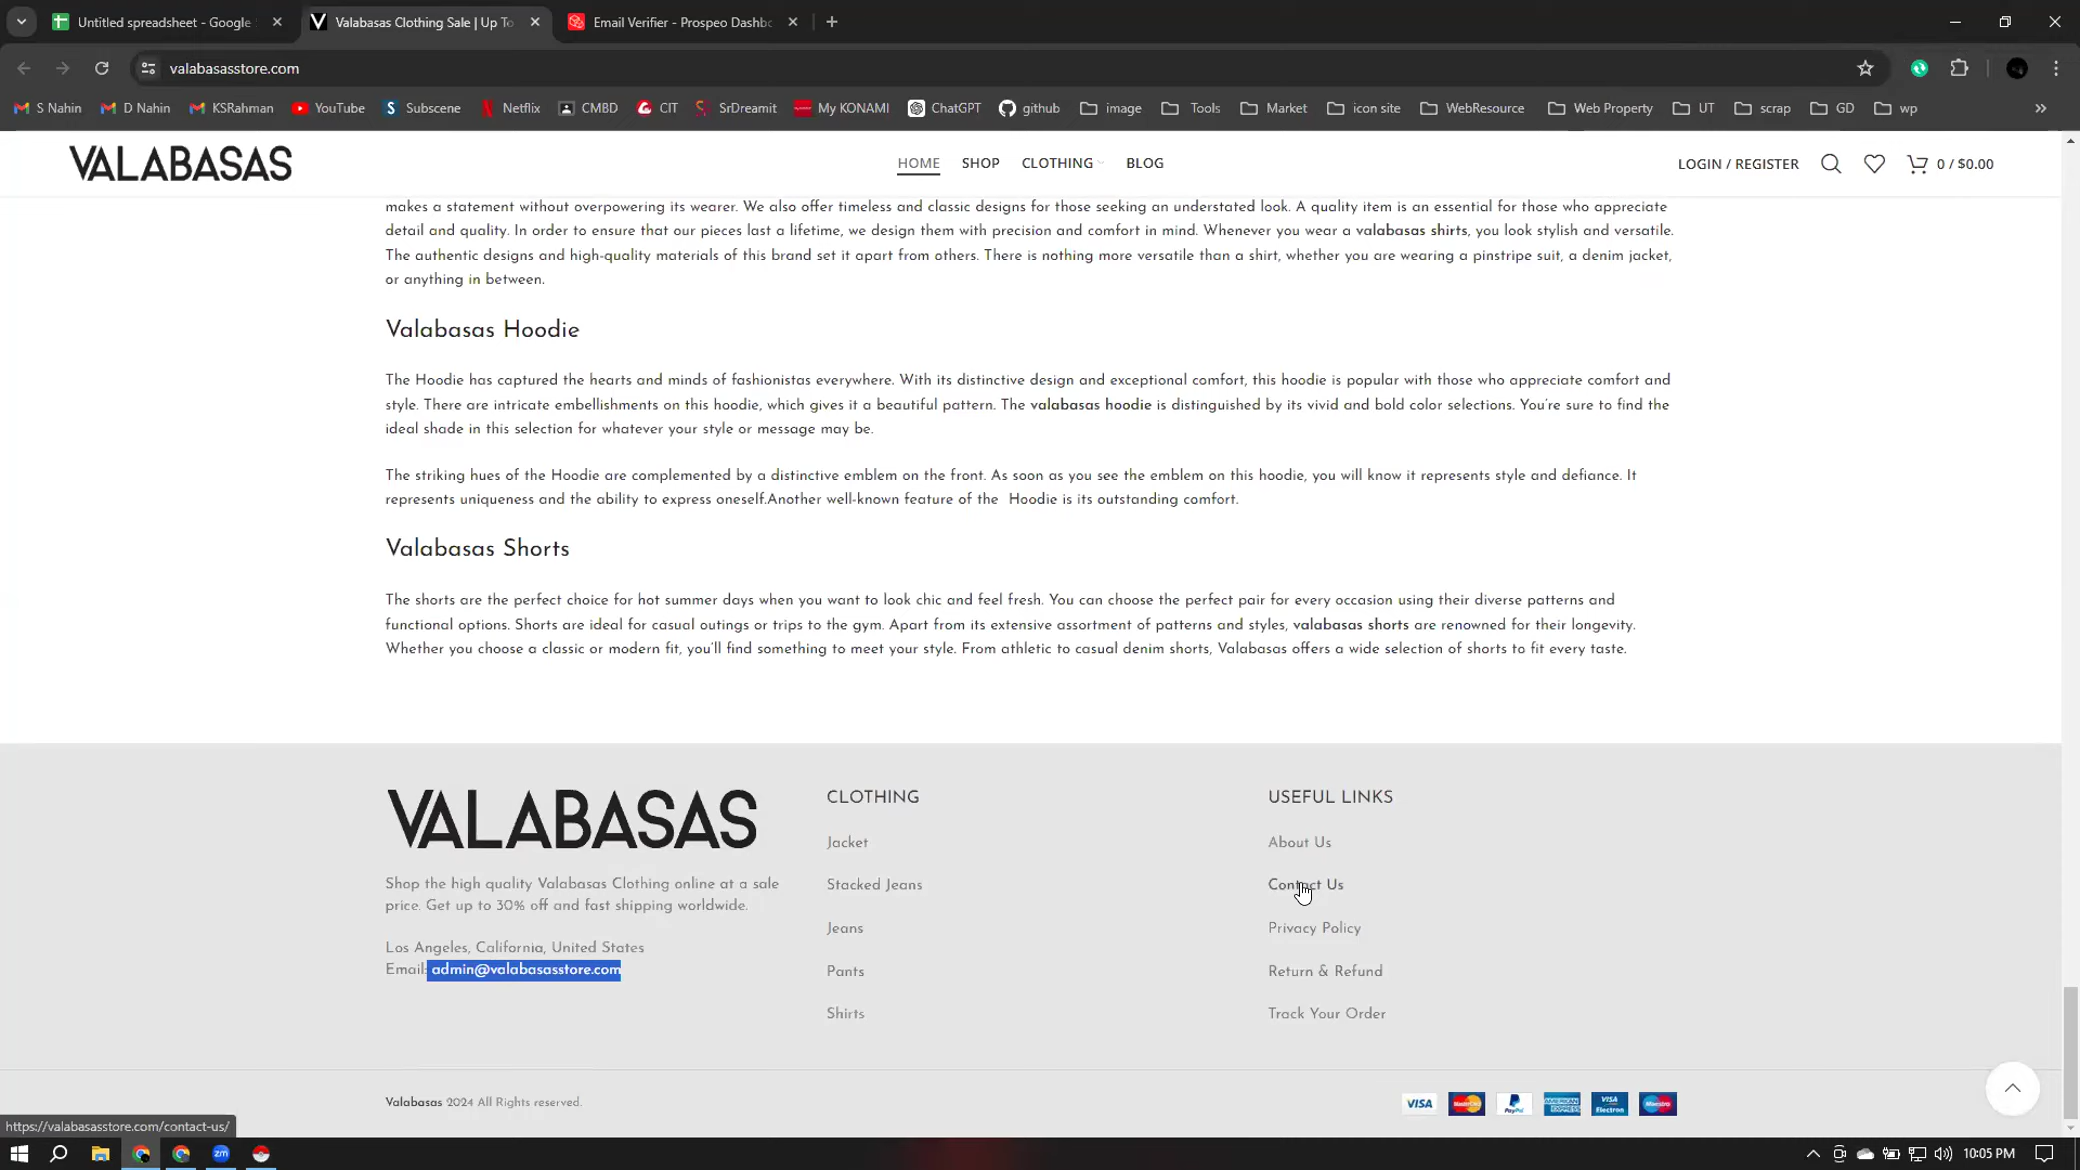 Untitled spreadsheet - Google
Valabasas Clothing Sale | Up To
Email Verifier - Prospeo Dashbo
valabasasstore.com
S Nahin
D Nahin
KSRahman
YouTube
Subscene
Netflix
CMBD
CIT
SrDreamit
My KONAMI
ChatGPT
github
image
Tools
Market
icon site
WebResource
Web Property
UT
scrap
GD
wp
VALABASAS
HOME
SHOP
CLOTHING
BLOG
LOGIN / REGISTER
0 / $0.00
makes a statement without overpowering its wearer. We also offer timeless and classic designs for those seeking an understated look. A quality item is an essential for those who appreciate
detail and quality. In order to ensure that our pieces last a lifetime, we design them with precision and comfort in mind. Whenever you wear a valabasas shirts, you look stylish and versatile.
The authentic designs and high-quality materials of this brand set it apart from others. There is nothing more versatile than a shirt, whether you are wearing a pinstripe suit, a denim jacket,
or anything in between.
Valabasas Hoodie
The Hoodie has captured the hearts and minds of fashionistas everywhere. With its distinctive design and exceptional comfort, this hoodie is popular with those who appreciate comfort and
style. There are intricate embellishments on this hoodie, which gives it a beautiful pattern. The valabasas hoodie is distinguished by its vivid and bold color selections. You're sure to find the
ideal shade in this selection for whatever your style or message may be.
The striking hues of the Hoodie are complemented by a distinctive emblem on the front. As soon as you see the emblem on this hoodie, you will know it represents style and defiance. It
represents uniqueness and the ability to express oneself.Another well-known feature of the  Hoodie is its outstanding comfort.
Valabasas Shorts
The shorts are the perfect choice for hot summer days when you want to look chic and feel fresh. You can choose the perfect pair for every occasion using their diverse patterns and
functional options. Shorts are ideal for casual outings or trips to the gym. Apart from its extensive assortment of patterns and styles, valabasas shorts are renowned for their longevity.
Whether you choose a classic or modern fit, you'll find something to meet your style. From athletic to casual denim shorts, Valabasas offers a wide selection of shorts to fit every taste.
VALABASAS
Shop the high quality Valabasas Clothing online at a sale
price. Get up to 30% off and fast shipping worldwide.
Los Angeles, California, United States
Email: admin@valabasasstore.com
CLOTHING
Jacket
Stacked Jeans
Jeans
Pants
Shirts
USEFUL LINKS
About Us
Contact Us
Privacy Policy
Return & Refund
Track Your Order
Valabasas 2024 All Rights reserved.
VISA
MasterCard
PayPal
AMERICAN EXPRESS
VISA Electron
Maestro
https://valabasasstore.com/contact-us/
zm
10:05 PM